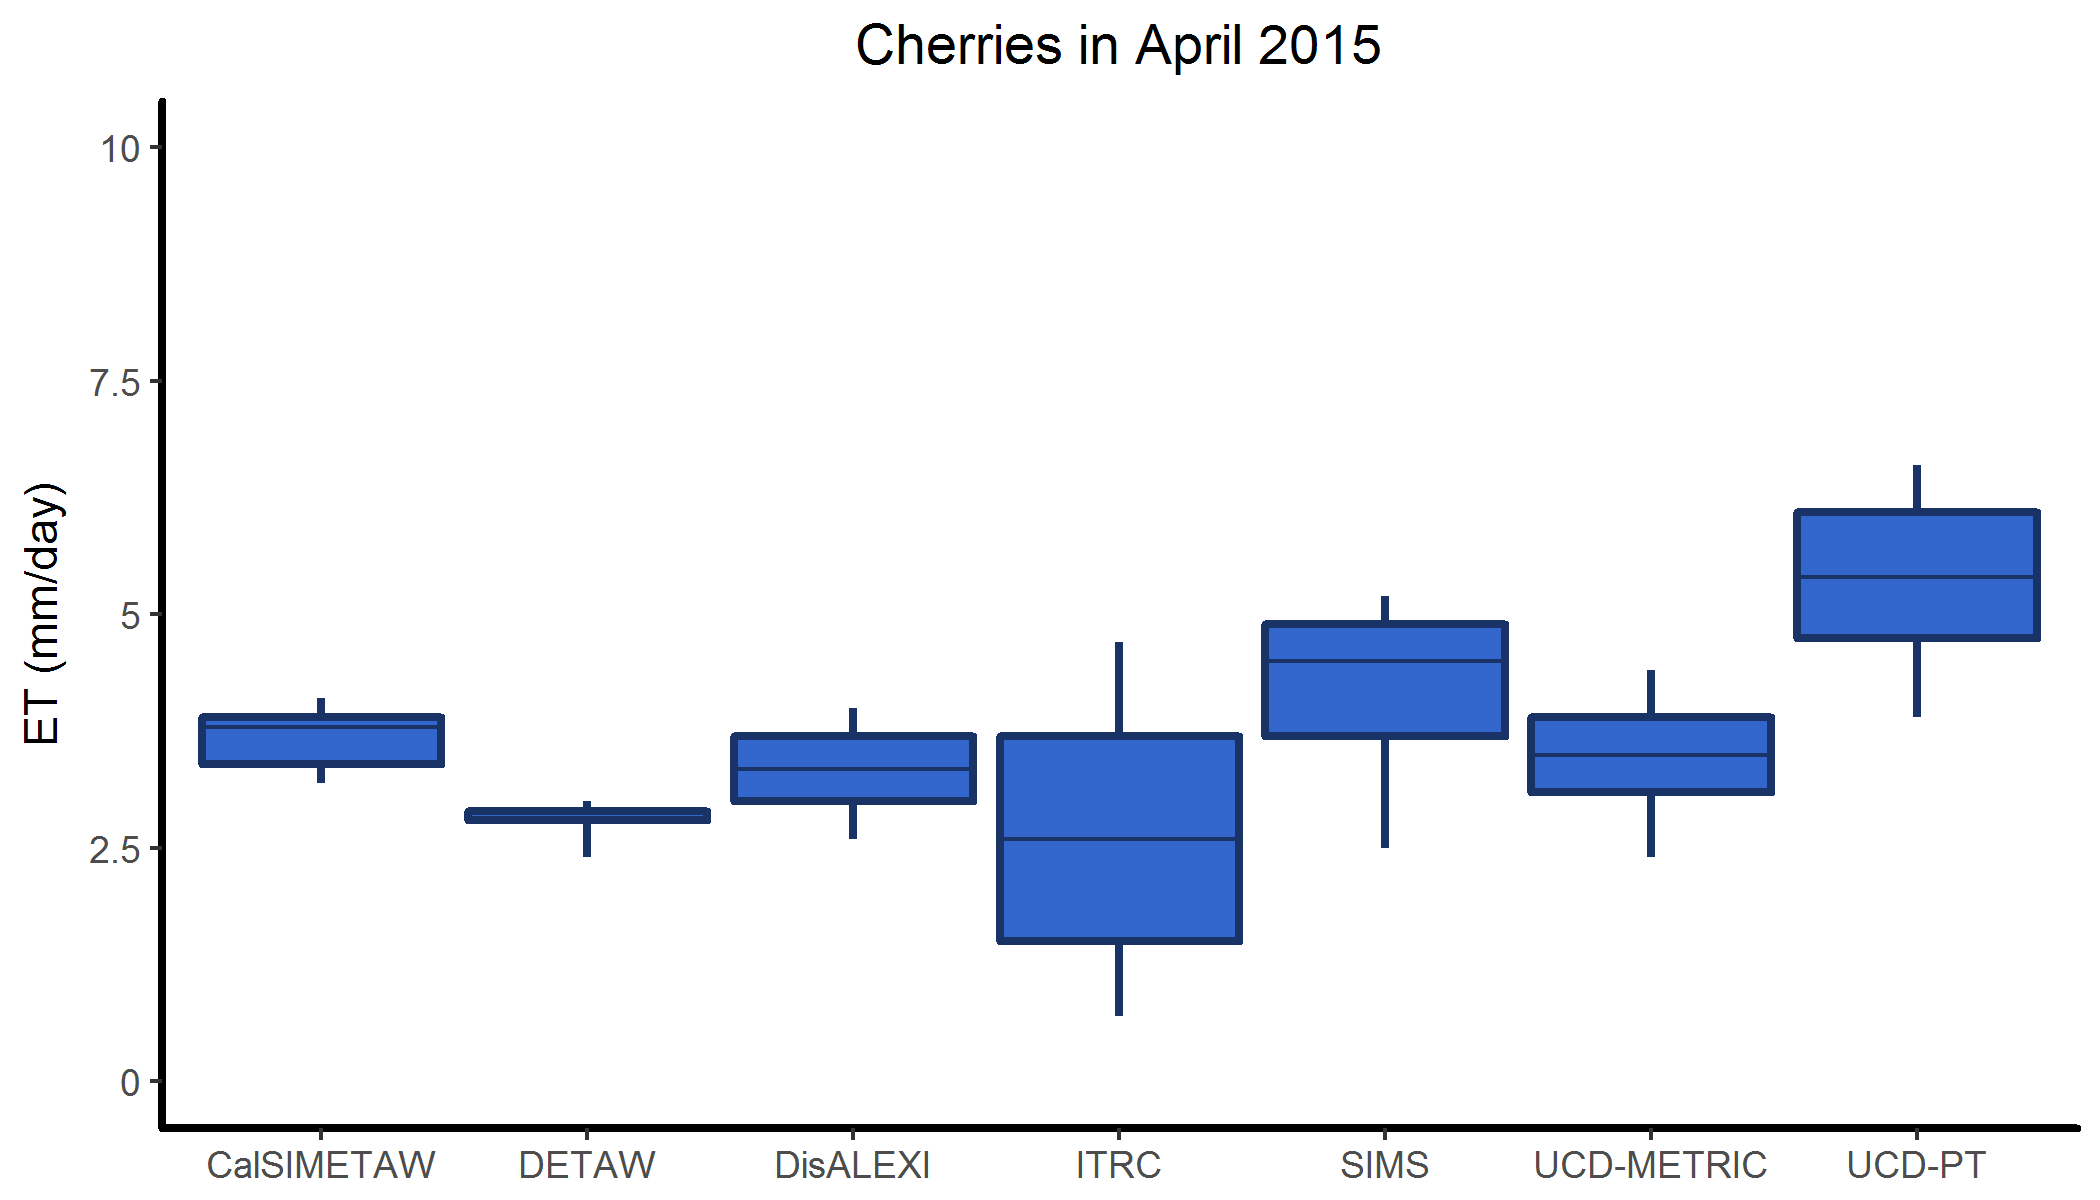 Cherries in April 2015
ET (mm/day)
10
7.5
5
2.5
0
CalSIMETAW DETAW DisALEXI ITRC SIMS UCD-METRIC UCD-PT